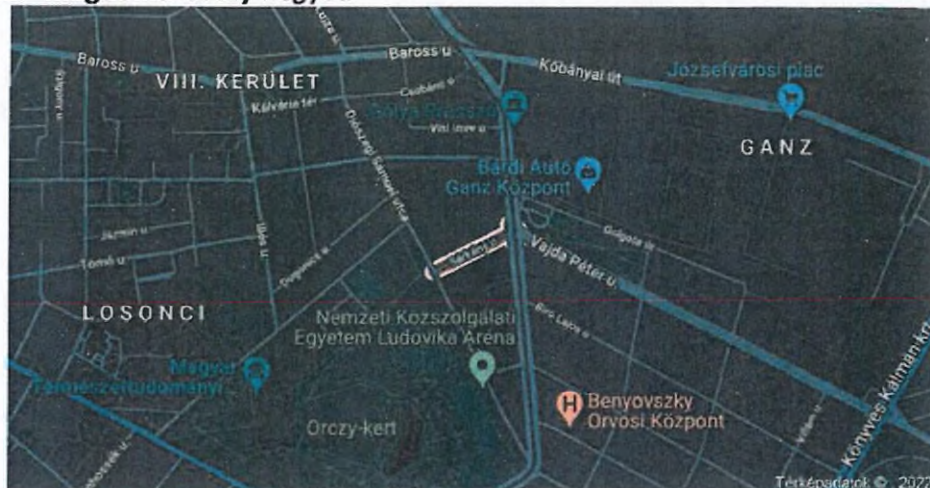 Baross u
Baross u
Kőbányai út
Józsefvárosi piac
VIII. KERÜLET
Kálvária tér
Csobánc u
Diószegi Sámuel utca
GANZ
Bárdi Autó
Ganz Központ
Golgota út
Vajda Péter u
Jázmin u
Tömő u
Illés u
Dugonics u
Sárkány u
Bíró Lajos u
LOSONCI
Nemzeti Közszolgálati
Egyetem Ludovika Aréna
Magyar
Természettudományi...
Orczy-kert
Benyovszky
Orvosi Központ
Könyves Kálmán krt
Térképadatok © 2022